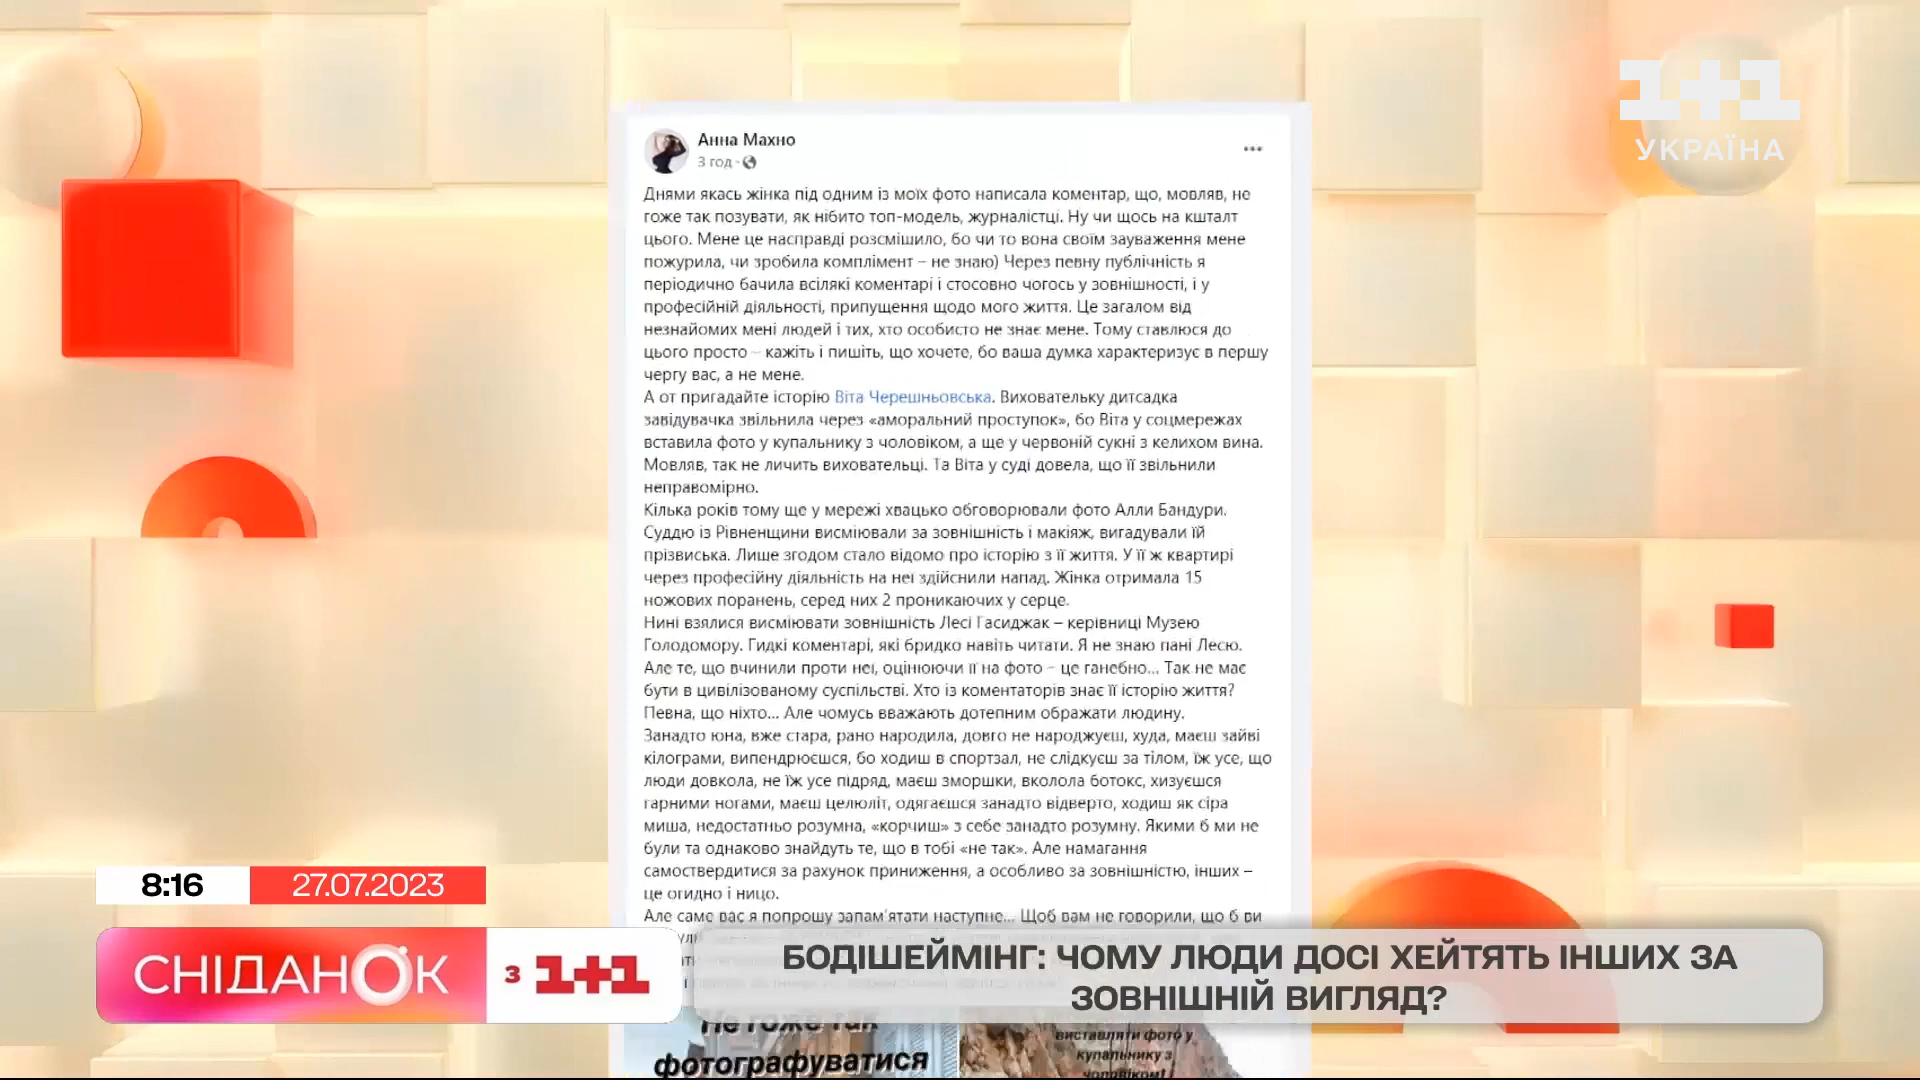 1+1
УКРАЇНА
Анна Махно
3 год ·
Днями якась жінка під одним із моїх фото написала коментар, що, мовляв, не
гоже так позувати, як нібито топ-модель, журналістці. Ну чи щось на кшталт
цього. Мене це насправді розсмішило, бо чи то вона своїм зауваження мене
пожурила, чи зробила комплімент – не знаю) Через певну публічність я
періодично бачила всілякі коментарі і стосовно чогось у зовнішності, і у
професійній діяльності, припущення щодо мого життя. Це загалом від
незнайомих мені людей і тих, хто особисто не знає мене. Тому ставлюся до
цього просто – кажіть і пишіть, що хочете, бо ваша думка характеризує в першу
чергу вас, а не мене.
А от пригадайте історію Віта Черешньовська. Виховательку дитсадка
завідувачка звільнила через «аморальний проступок», бо Віта у соцмережах
вставила фото у купальнику з чоловіком, а ще у червоній сукні з келихом вина.
Мовляв, так не личить виховательці. Та Віта у суді довела, що її звільнили
неправомірно.
Кілька років тому ще у мережі хвацько обговорювали фото Алли Бандури.
Суддю із Рівненщини висміювали за зовнішність і макіяж, вигадували їй
прізвиська. Лише згодом стало відомо про історію з її життя. У її ж квартирі
через професійну діяльність на неї здійснили напад. Жінка отримала 15
ножових поранень, серед них 2 проникаючих у серце.
Нині взялися висміювати зовнішність Лесі Гасиджак – керівниці Музею
Голодомору. Гидкі коментарі, які бридко навіть читати. Я не знаю пані Лесю.
Але те, що вчинили проти неї, оцінюючи її на фото – це ганебно... Так не має
бути в цивілізованому суспільстві. Хто із коментаторів знає її історію життя?
Певна, що ніхто... Але чомусь вважають дотепним ображати людину.
Занадто юна, вже стара, рано народила, довго не народжуєш, худа, маєш зайві
кілограми, випендрюєшся, бо ходиш в спортзал, не слідкуєш за тілом, їж усе, що
люди довкола, не їж усе підряд, маєш зморшки, вколола ботокс, хизуєшся
гарними ногами, маєш целюліт, одягаєшся занадто відверто, ходиш як сіра
миша, недостатньо розумна, «корчиш» з себе занадто розумну. Якими б ми не
були та однаково знайдуть те, що в тобі «не так». Але намагання
самоствердитися за рахунок приниження, а особливо за зовнішністю, інших –
це огидно і ницо.
Але саме вас я попрошу запам'ятати наступне... Щоб вам не говорили, що б ви
8:16 27.07.2023
СНІДАНОК З 1+1
БОДІШЕЙМІНГ: ЧОМУ ЛЮДИ ДОСІ ХЕЙТЯТЬ ІНШИХ ЗА
ЗОВНІШНІЙ ВИГЛЯД?
Не гоже так
фотографуватися
виставляти фото у
купальнику з
чоловіком!